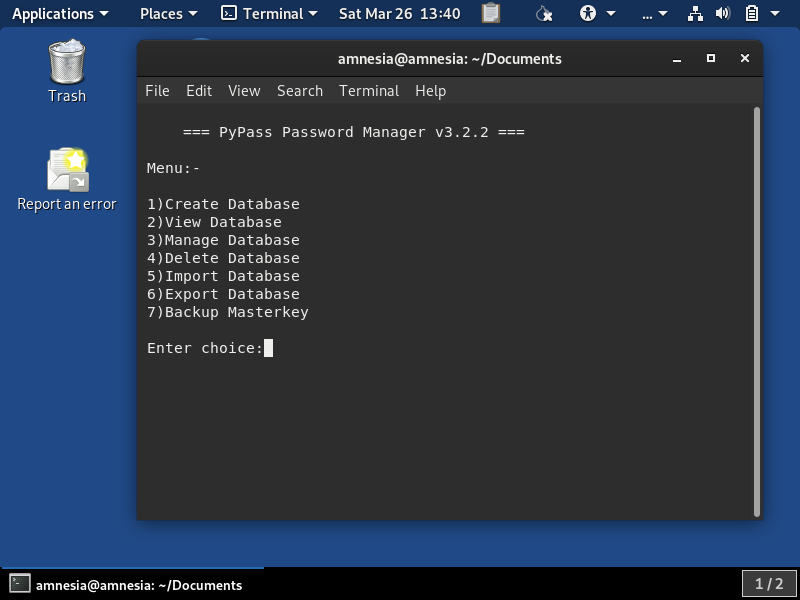 Applications Places Terminal Sat Mar 26 13:40 ...
Trash
Report an error
amnesia@amnesia: ~/Documents
File Edit View Search Terminal Help
=== PyPass Password Manager v3.2.2 ===
Menu:-
1)Create Database
2)View Database
3)Manage Database
4)Delete Database
5)Import Database
6)Export Database
7)Backup Masterkey
Enter choice:
amnesia@amnesia: ~/Documents
1 / 2